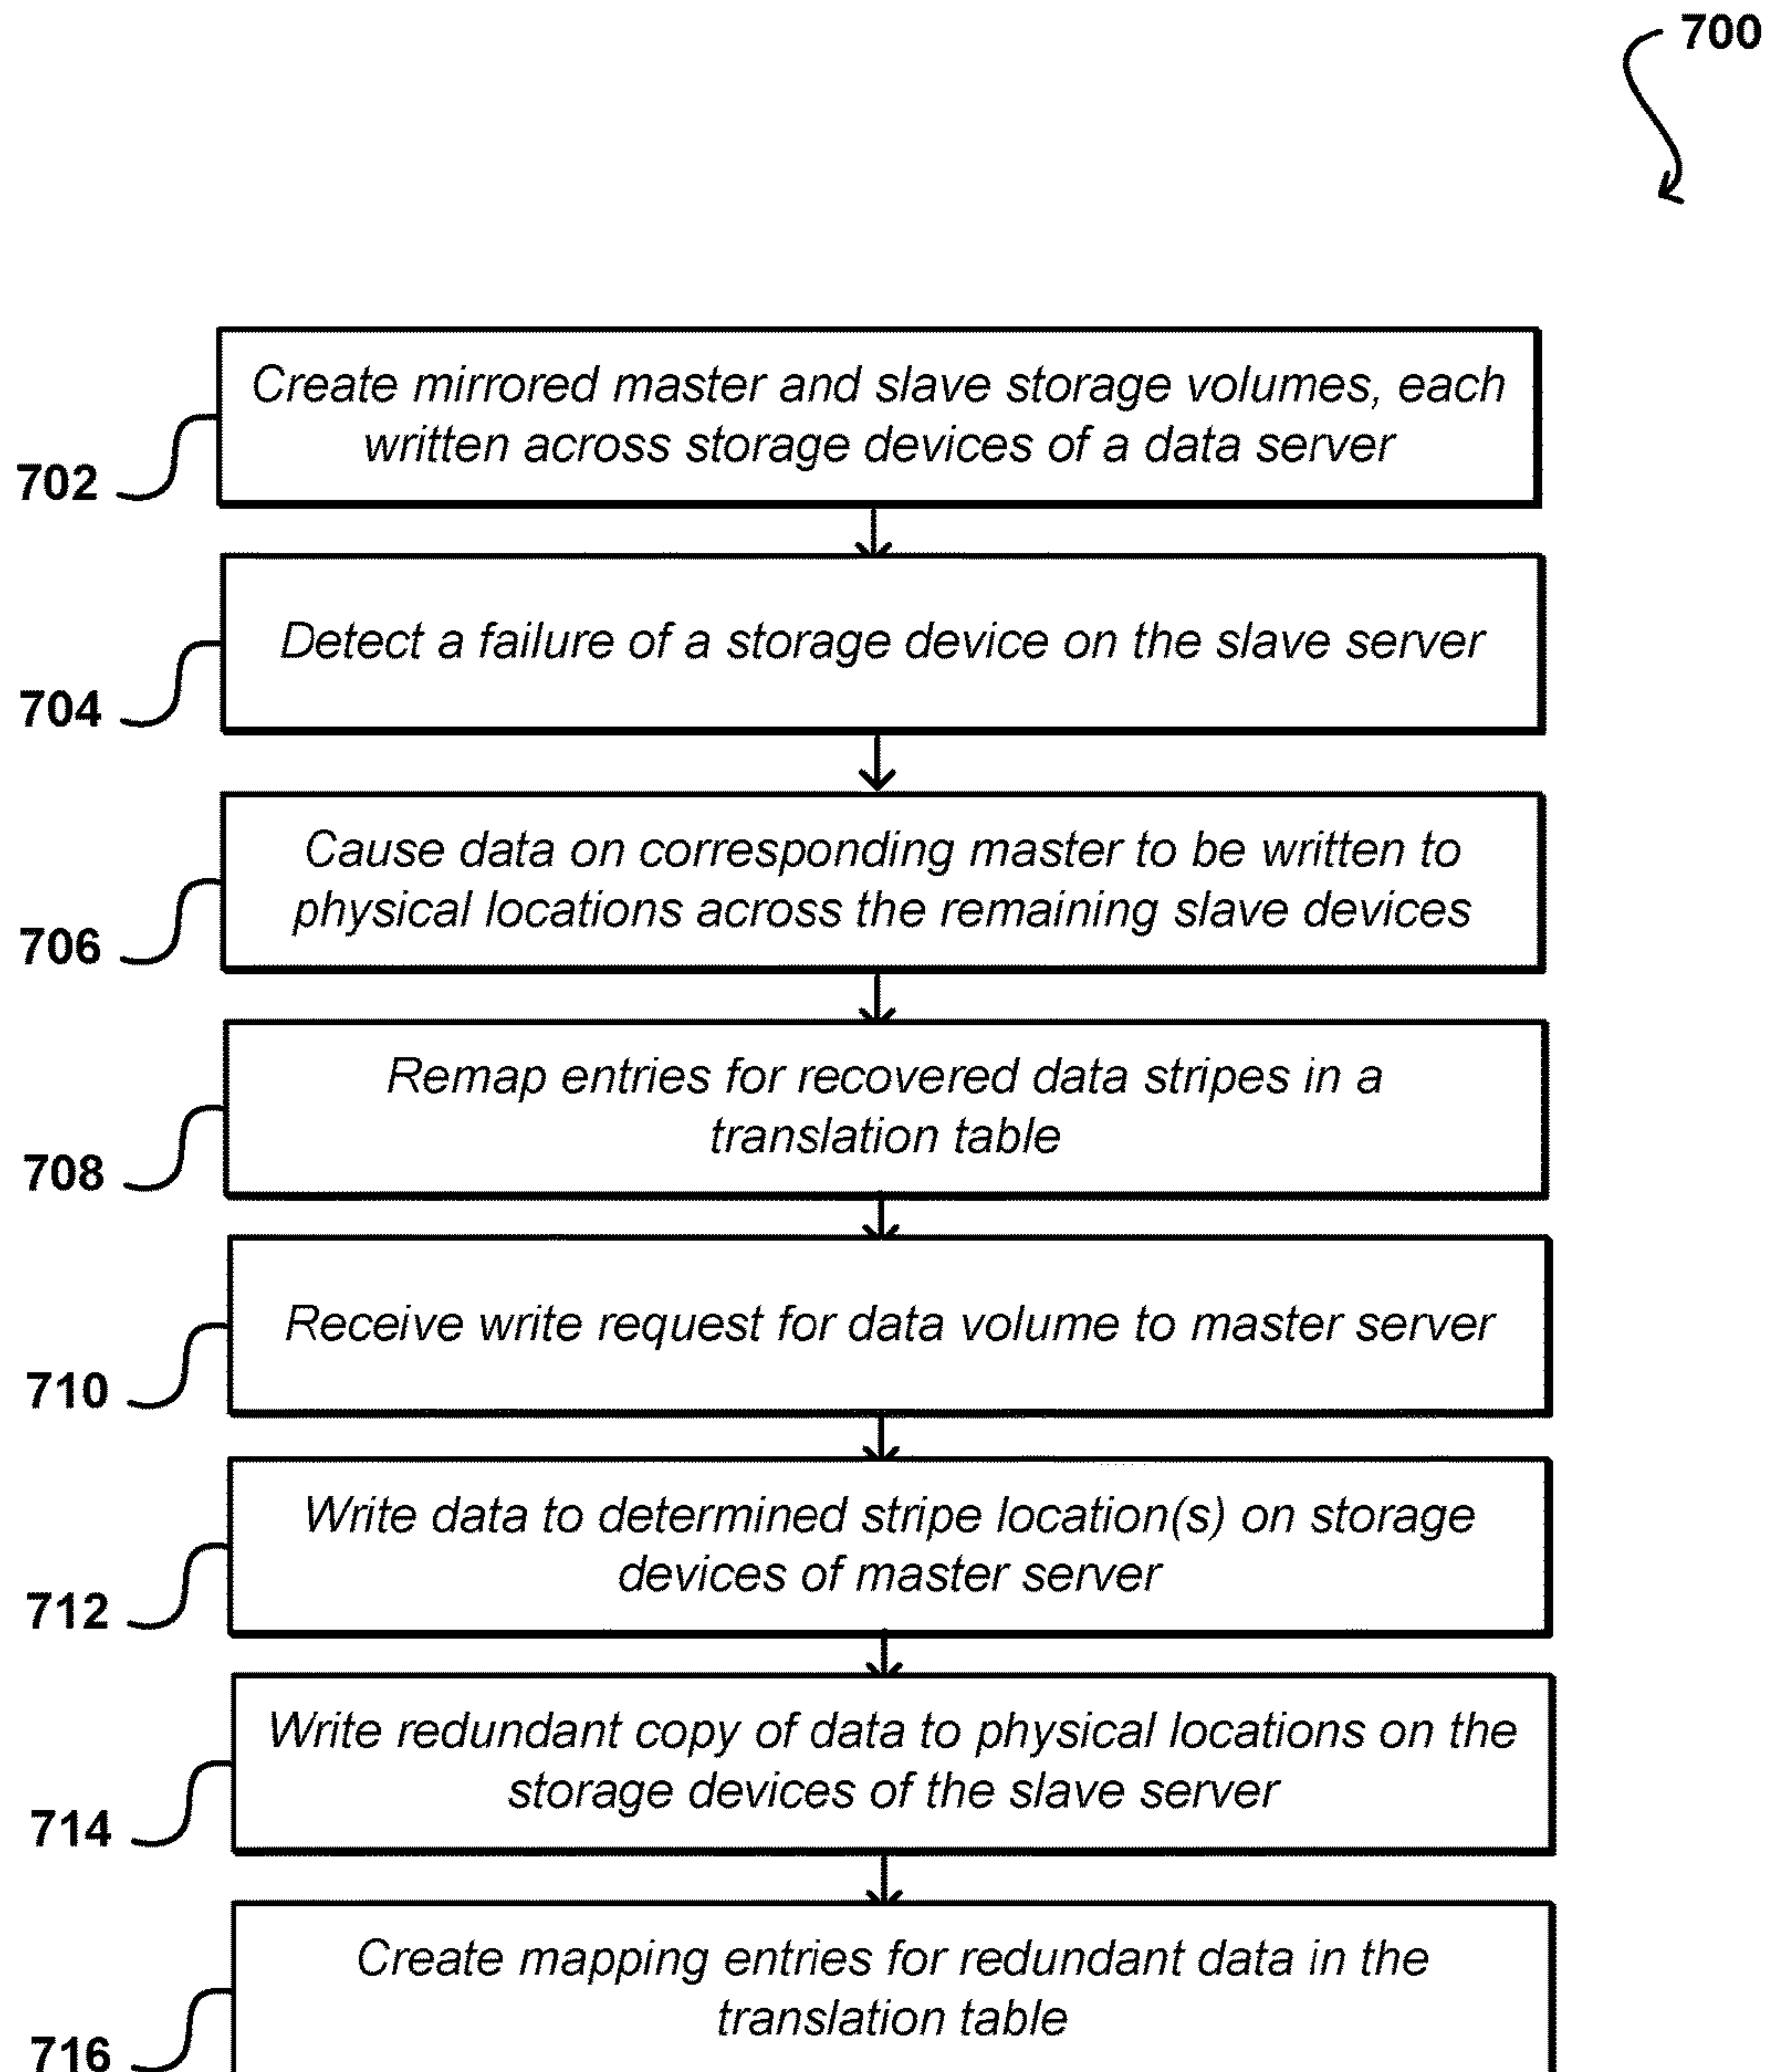 700
Create mirrored master and slave storage volumes, each
written across storage devices of a data server
702
Detect a failure of a storage device on the slave server
704
Cause data on corresponding master to be written to
physical locations across the remaining slave devices
706
Remap entries for recovered data stripes in a
translation table
708
Receive write request for data volume to master server
710
Write data to determined stripe location(s) on storage
devices of master server
712
Write redundant copy of data to physical locations on the
storage devices of the slave server
714
Create mapping entries for redundant data in the
translation table
716